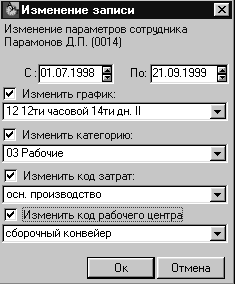 Изменение записи
Изменение параметров сотрудника
Парамонов Д.П. (0014)
С : 01.07.1998 По: 21.09.1999
Изменить график:
12 12ти часовой 14ти дн. II
Изменить категорию:
03 Рабочие
Изменить код затрат:
осн. производство
Изменить код рабочего центра
сборочный конвейер
Ок Отмена